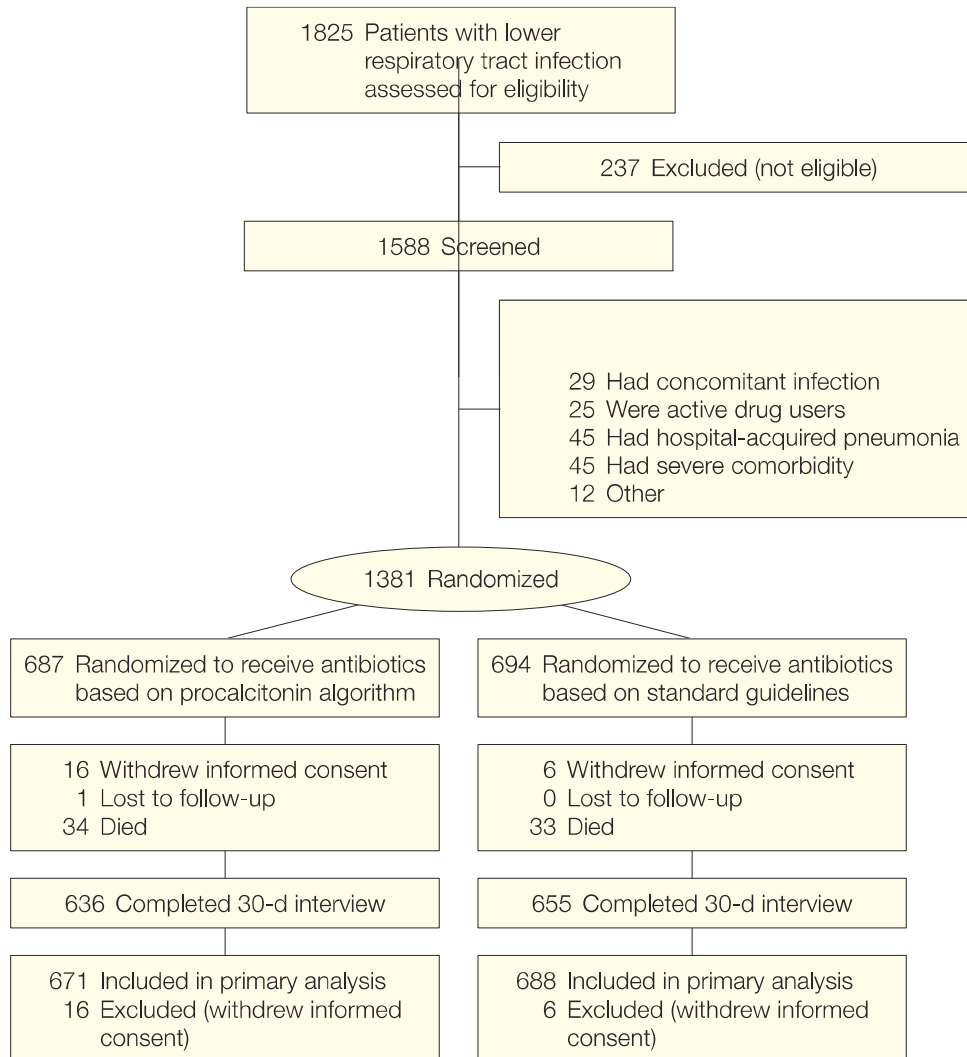 1825 Patients with lower
respiratory tract infection
assessed for eligibility
237 Excluded (not eligible)
1588 Screened
29 Had concomitant infection
25 Were active drug users
45 Had hospital-acquired pneumonia
45 Had severe comorbidity
12 Other
1381 Randomized
687 Randomized to receive antibiotics
based on procalcitonin algorithm
694 Randomized to receive antibiotics
based on standard guidelines
16 Withdrew informed consent
1 Lost to follow-up
34 Died
6 Withdrew informed consent
0 Lost to follow-up
33 Died
636 Completed 30-d interview
655 Completed 30-d interview
671 Included in primary analysis
16 Excluded (withdrew informed
consent)
688 Included in primary analysis
6 Excluded (withdrew informed
consent)